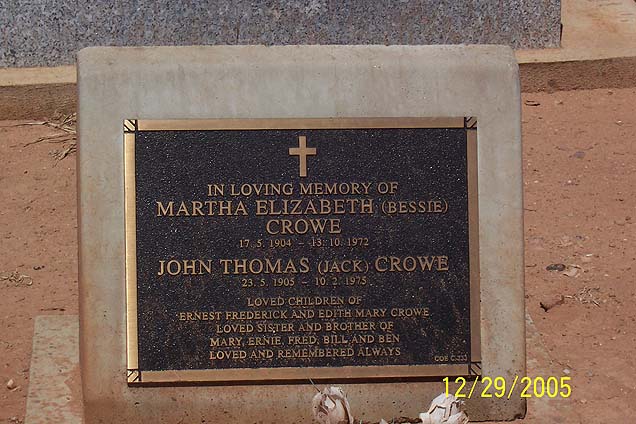 IN LOVING MEMORY OF
MARTHA ELIZABETH (BESSIE)
CROWE
17. 5. 1904 – 13. 10. 1972
JOHN THOMAS (JACK) CROWE
23. 5. 1905 – 10. 2. 1975
LOVED CHILDREN OF
ERNEST FREDERICK AND EDITH MARY CROWE
LOVED SISTER AND BROTHER OF
MARY, ERNIE, FRED, BILL AND BEN
LOVED AND REMEMBERED ALWAYS
12/29/2005